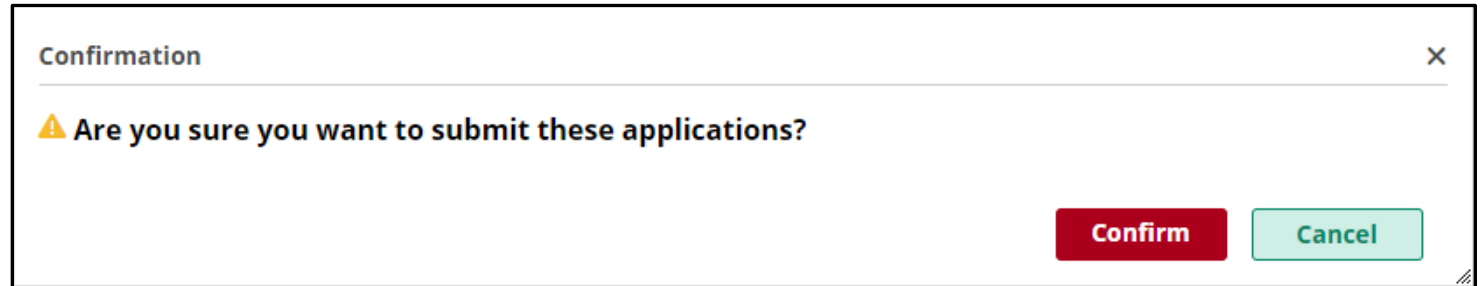 Confirmation
Are you sure you want to submit these applications?
Confirm Cancel